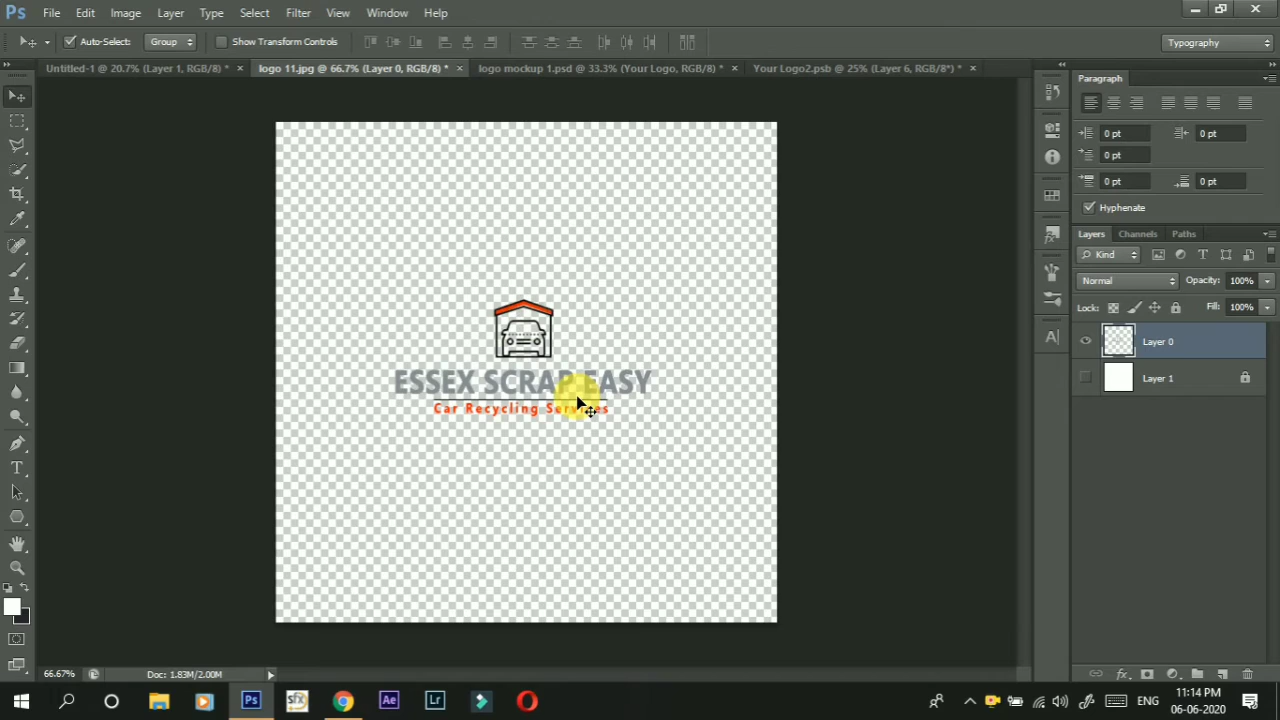 Ps File Edit Image Layer Type Select Filter View Window Help
Auto-Select: Group Show Transform Controls Typography
Untitled-1 @ 20.7% (Layer 1, RGB/8) * × logo 11.jpg @ 66.7% (Layer 0, RGB/8) * × logo mockup 1.psd @ 33.3% (Your Logo, RGB/8) * × Your Logo2.psb @ 25% (Layer 6, RGB/8*) * ×
Paragraph
0 pt 0 pt
0 pt
0 pt 0 pt
Hyphenate
Layers Channels Paths
Kind
Normal Opacity: 100%
Lock: Fill: 100%
Layer 0
Layer 1
ESSEX SCRAP EASY
Car Recycling Services
66.67% Doc: 1.83M/2.00M
Ps sfx Ae Lr ENG 11:14 PM
06-06-2020